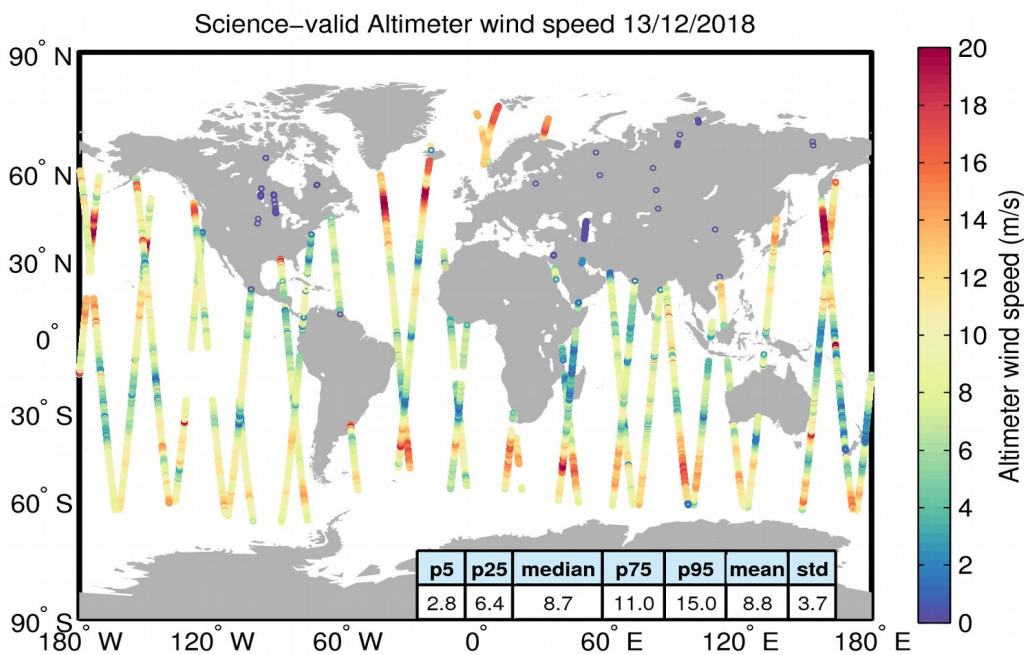 Science−valid Altimeter wind speed 13/12/2018
90° N
60° N
30° N
0°
30° S
60° S
90° S
180° W
120° W
60° W
0°
60° E
120° E
180° E
p5 p25 median p75 p95 mean std
2.8 6.4 8.7 11.0 15.0 8.8 3.7
20
18
16
14
12
10
8
6
4
2
0
Altimeter wind speed (m/s)